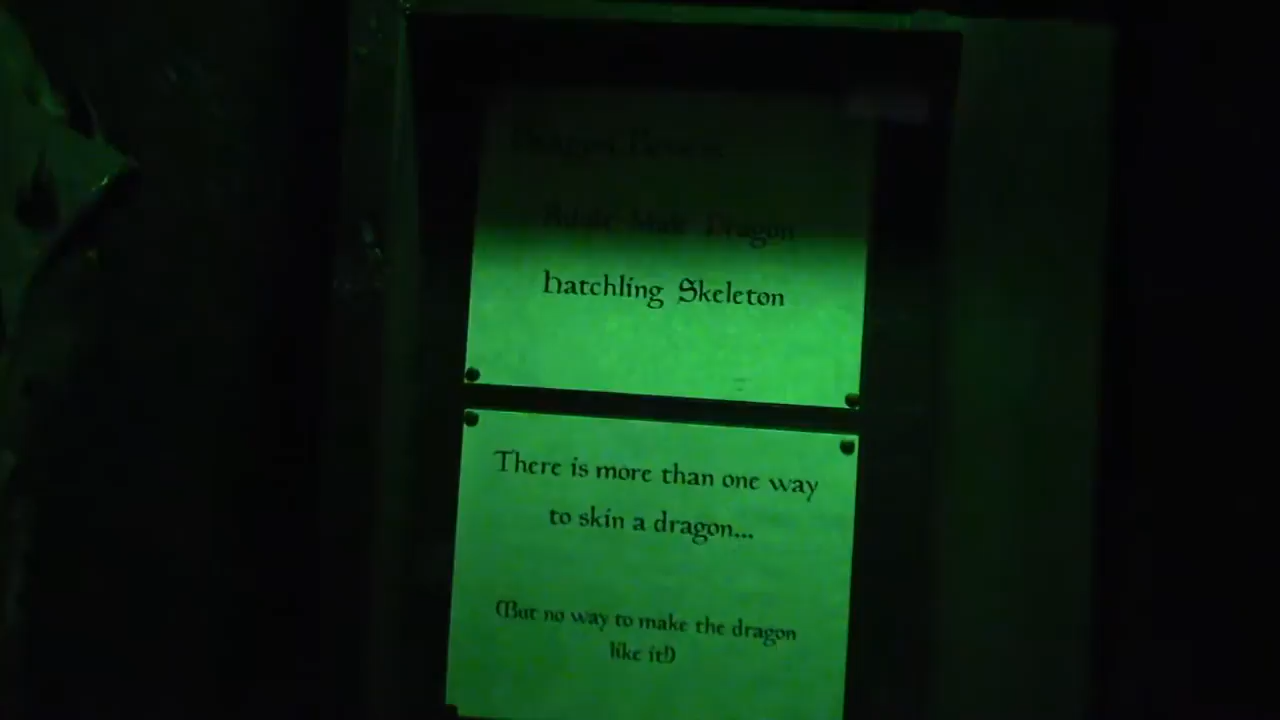 Dragon
hatchling Skeleton
There is more than one way
to skin a dragon...
(But no way to make the dragon
like it!)